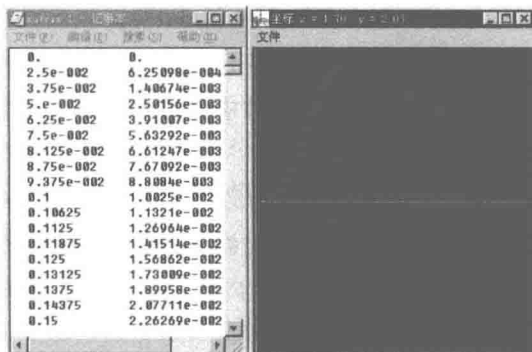 记事本
文件(F) 编辑(E) 搜索(S) 帮助(H)
0. 0.
2.5e-002 6.25098e-004
3.75e-002 1.40674e-003
5.e-002 2.50156e-003
6.25e-002 3.91007e-003
7.5e-002 5.63292e-003
8.125e-002 6.61247e-003
8.75e-002 7.67092e-003
9.375e-002 8.8084e-003
0.1 1.0025e-002
0.10625 1.1321e-002
0.1125 1.26964e-002
0.11875 1.41514e-002
0.125 1.56862e-002
0.13125 1.73009e-002
0.1375 1.89958e-002
0.14375 2.07711e-002
0.15 2.26269e-002
坐标
文件